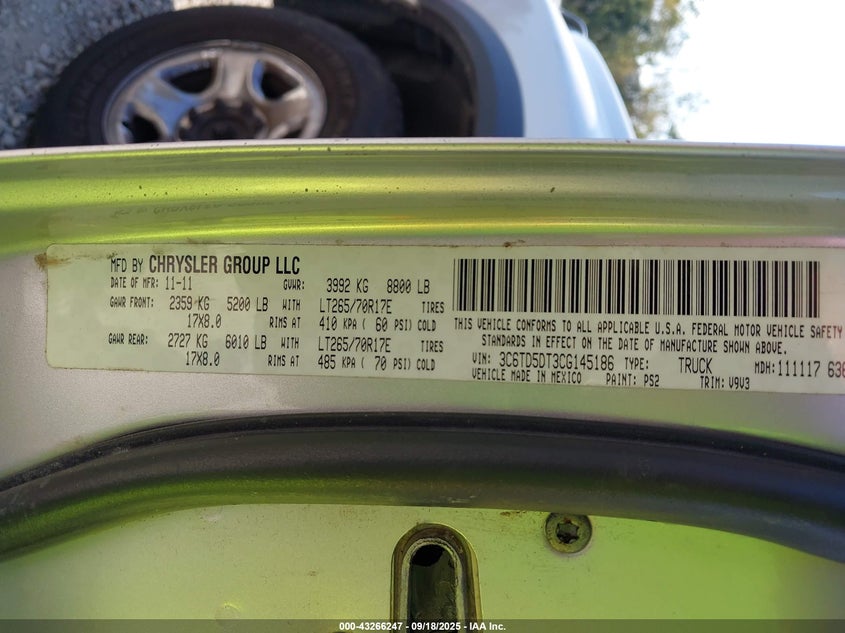 MFD BY CHRYSLER GROUP LLC
DATE OF MFR: 11-11 GVWR: 3992 KG 8800 LB
GAWR FRONT: 2359 KG 5200 LB WITH LT265/70R17E TIRES
17X8.0 RIMS AT 410 KPA ( 60 PSI) COLD
GAWR REAR: 2727 KG 6010 LB WITH LT265/70R17E TIRES
17X8.0 RIMS AT 485 KPA ( 70 PSI) COLD
THIS VEHICLE CONFORMS TO ALL APPLICABLE U.S.A. FEDERAL MOTOR VEHICLE SAFETY
STANDARDS IN EFFECT ON THE DATE OF MANUFACTURE SHOWN ABOVE.
VIN: 3C6TD5DT3CG145186 TYPE: TRUCK MDH: 111117 636
VEHICLE MADE IN MEXICO PAINT: PS2 TRIM: V9V3
000-43266247 - 09/18/2025 - IAA Inc.